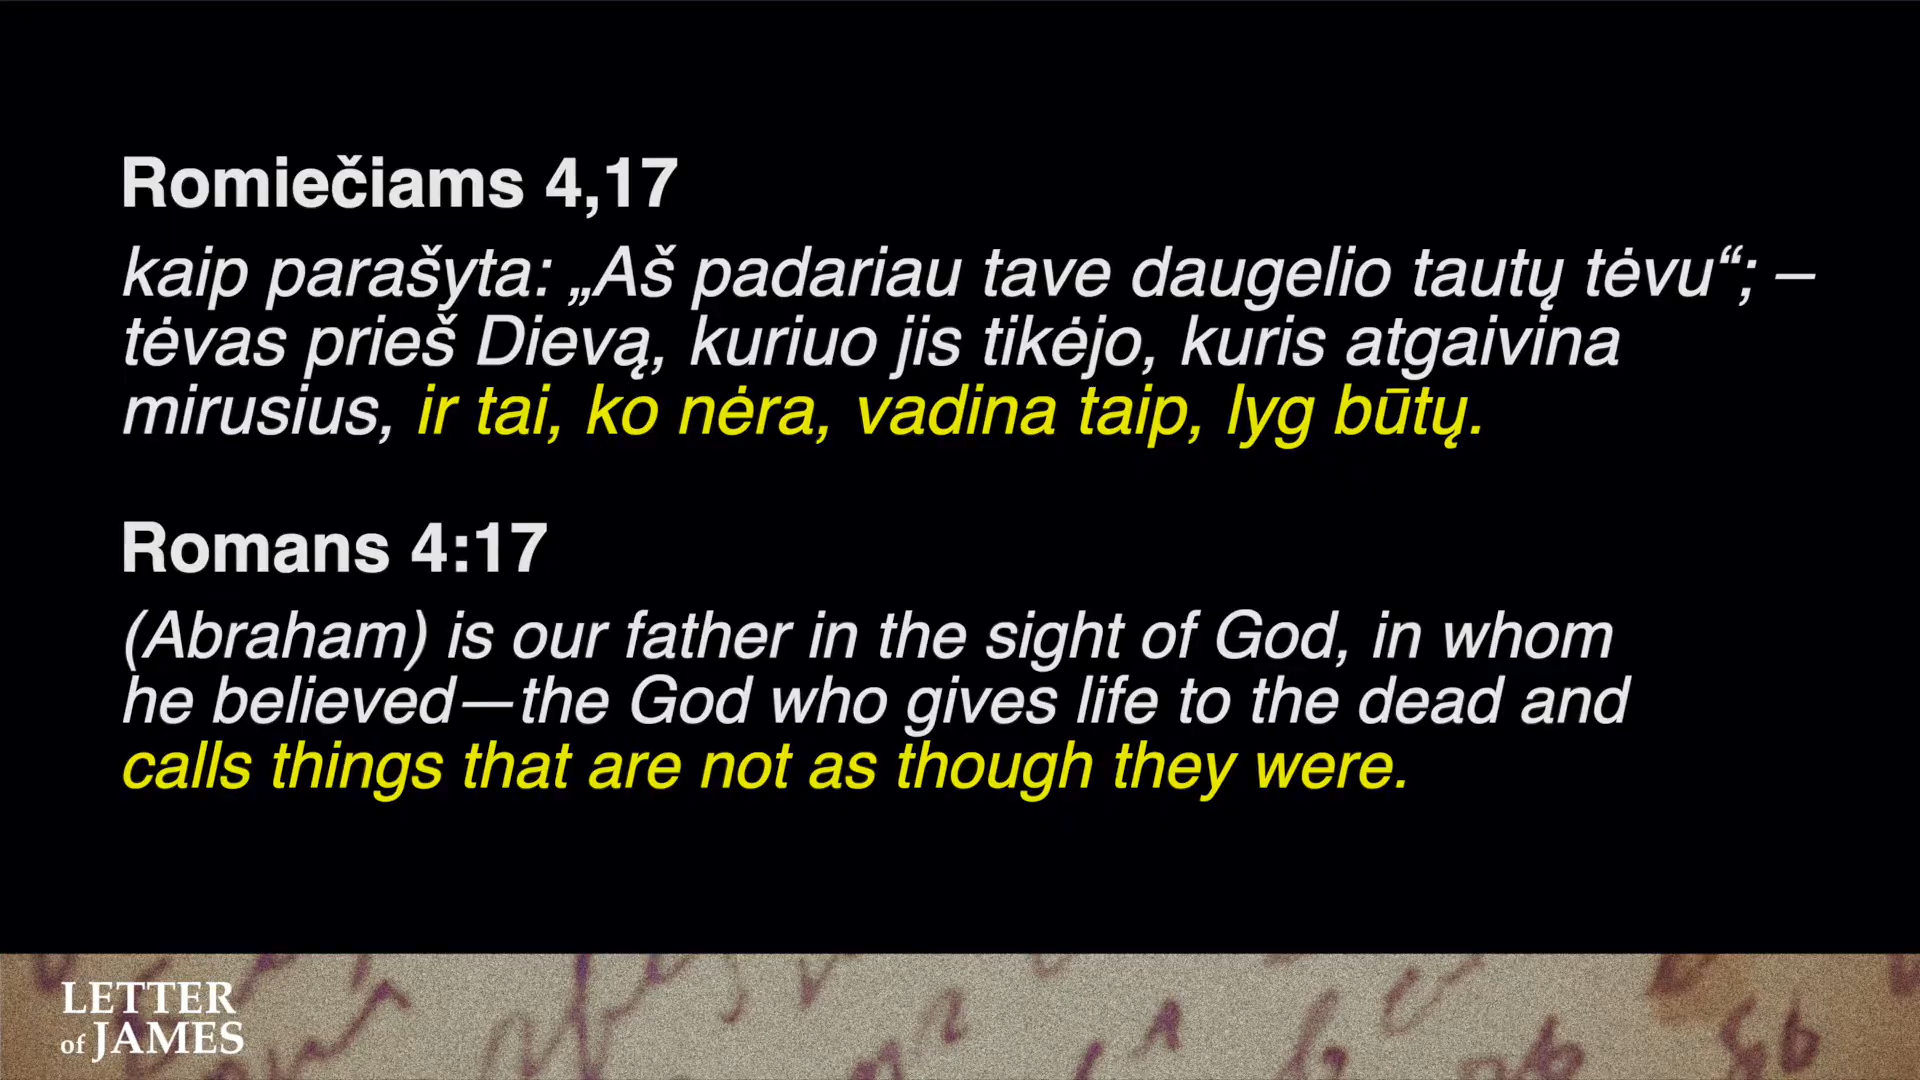 Romiečiams 4,17
kaip parašyta: „Aš padariau tave daugelio tautų tėvu“; –
tėvas prieš Dievą, kuriuo jis tikėjo, kuris atgaivina
mirusius, ir tai, ko nėra, vadina taip, lyg būtų.
Romans 4:17
(Abraham) is our father in the sight of God, in whom
he believed—the God who gives life to the dead and
calls things that are not as though they were.
LETTER
of JAMES